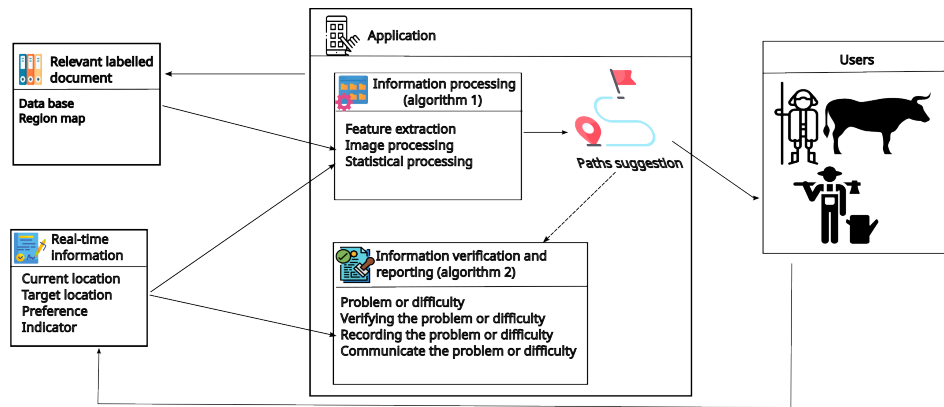 Application
Relevant labelled
document
Data base
Region map
Information processing
(algorithm 1)
Feature extraction
Image processing
Statistical processing
Paths suggestion
Users
Real-time
information
Current location
Target location
Preference
Indicator
Information verification and
reporting (algorithm 2)
Problem or difficulty
Verifying the problem or difficulty
Recording the problem or difficulty
Communicate the problem or difficulty